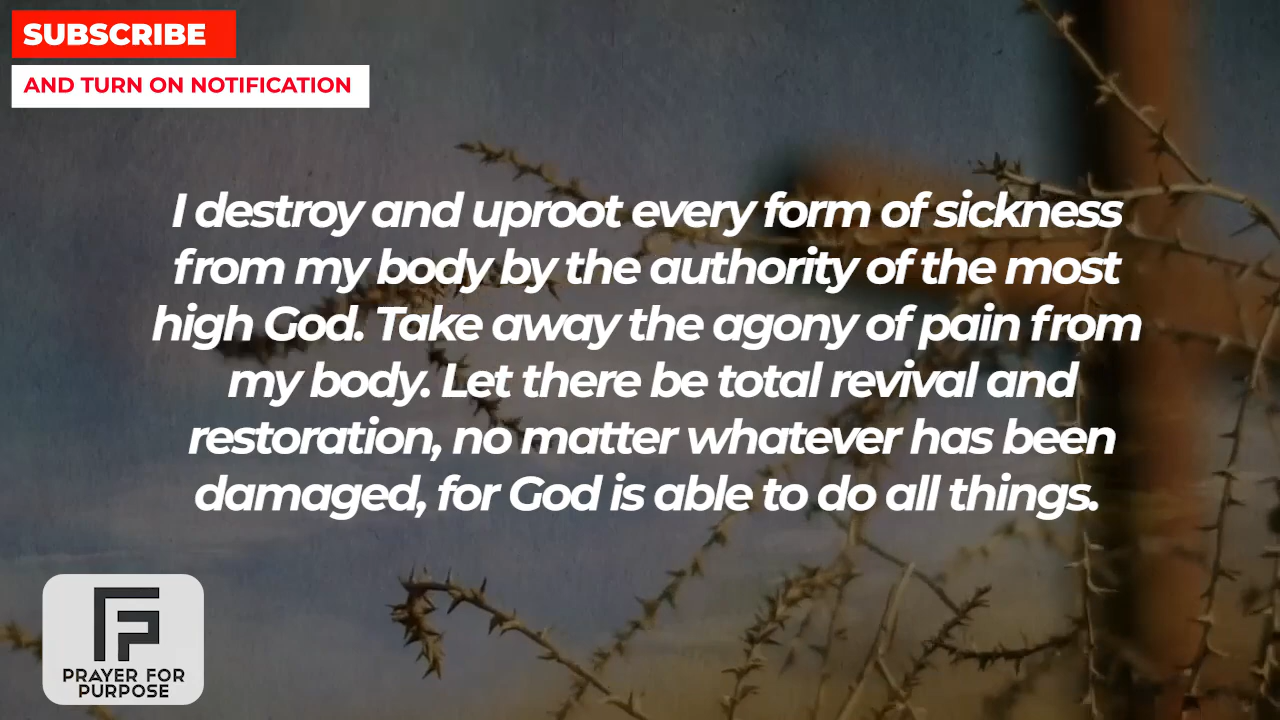 SUBSCRIBE
AND TURN ON NOTIFICATION
I destroy and uproot every form of sickness
from my body by the authority of the most
high God. Take away the agony of pain from
my body. Let there be total revival and
restoration, no matter whatever has been
damaged, for God is able to do all things.
PRAYER FOR
PURPOSE